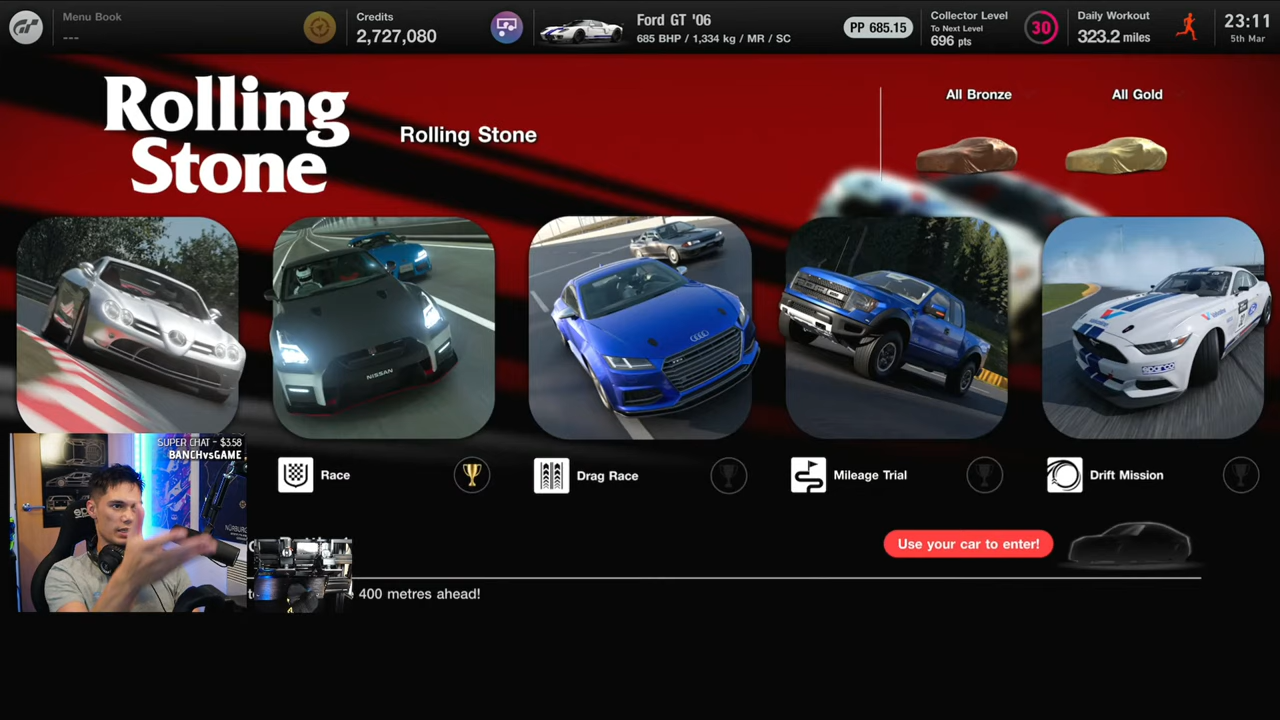 Menu Book
---
Credits
2,727,080
Ford GT '06
685 BHP / 1,334 kg / MR / SC
PP 685.15
Collector Level
To Next Level
696 pts
30
Daily Workout
323.2 miles
23:11
5th Mar
Rolling
Stone
Rolling Stone
All Bronze
All Gold
NISSAN
SUPER CHAT - $3.58
BANCHvsGAME
Race
Drag Race
Mileage Trial
Drift Mission
Use your car to enter!
400 metres ahead!